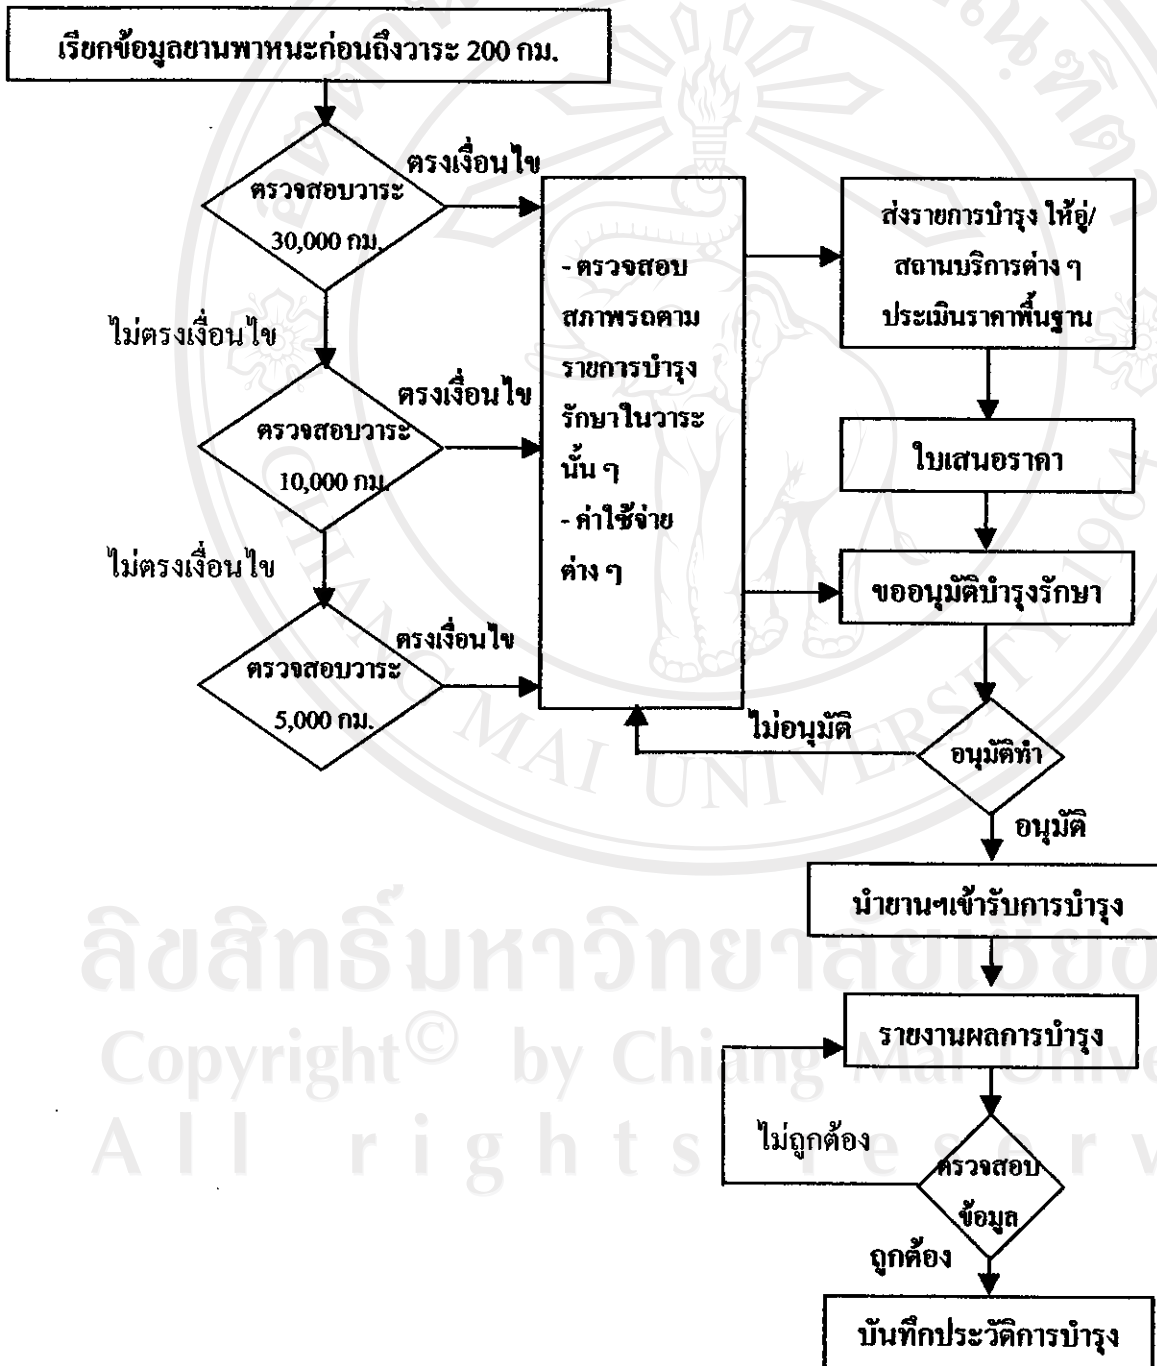 เรียกข้อมูลยานพาหนะก่อนถึงวาระ 200 กม.
ตรงเงื่อนไข
ตรวจสอบวาระ
30,000 กม.
ไม่ตรงเงื่อนไข
ตรงเงื่อนไข
ตรวจสอบวาระ
10,000 กม.
ไม่ตรงเงื่อนไข
ตรงเงื่อนไข
ตรวจสอบวาระ
5,000 กม.
- ตรวจสอบ
สภาพรถตาม
รายการบำรุง
รักษาในวาระ
นั้น ๆ
- ค่าใช้จ่าย
ต่าง ๆ
ส่งรายการบำรุง ให้อู่/
สถานบริการต่าง ๆ
ประเมินราคาพื้นฐาน
ใบเสนอราคา
ขออนุมัติบำรุงรักษา
ไม่อนุมัติ
อนุมัติทำ
อนุมัติ
นำยานฯเข้ารับการบำรุง
รายงานผลการบำรุง
ไม่ถูกต้อง
ตรวจสอบ
ข้อมูล
ถูกต้อง
บันทึกประวัติการบำรุง
CHIANG MAI UNIVERSITY 1964
ลิขสิทธิ์มหาวิทยาลัยเชีย
Copyright© by Chiang Mai Unive
All rights reserv